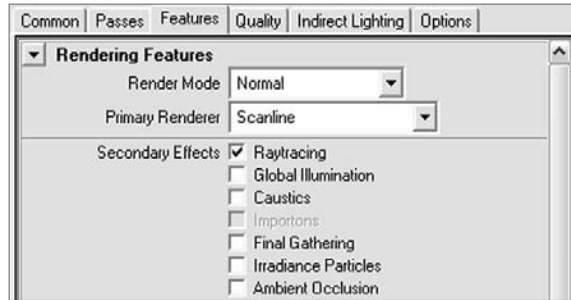 Common Passes Features Quality Indirect Lighting Options
Rendering Features
Render Mode Normal
Primary Renderer Scanline
Secondary Effects Raytracing
Global Illumination
Caustics
Importons
Final Gathering
Irradiance Particles
Ambient Occlusion